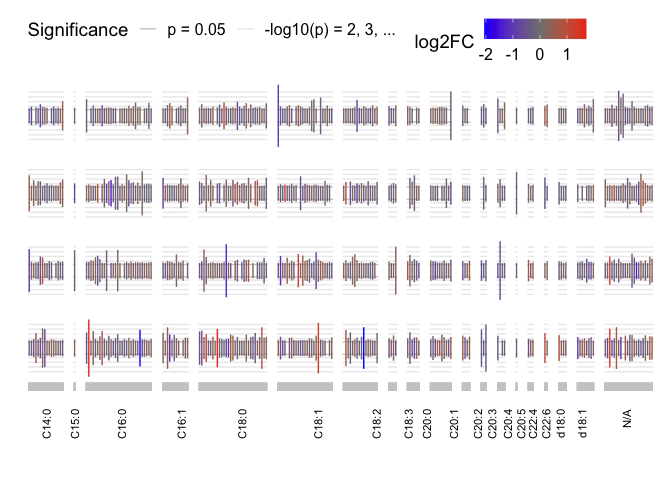 Significance p = 0.05 -log10(p) = 2, 3, ...
log2FC
-2 -1 0 1
C14:0
C15:0
C16:0
C16:1
C18:0
C18:1
C18:2
C18:3
C20:0
C20:1
C20:2
C20:3
C20:4
C20:5
C22:4
C22:6
d18:0
d18:1
N/A